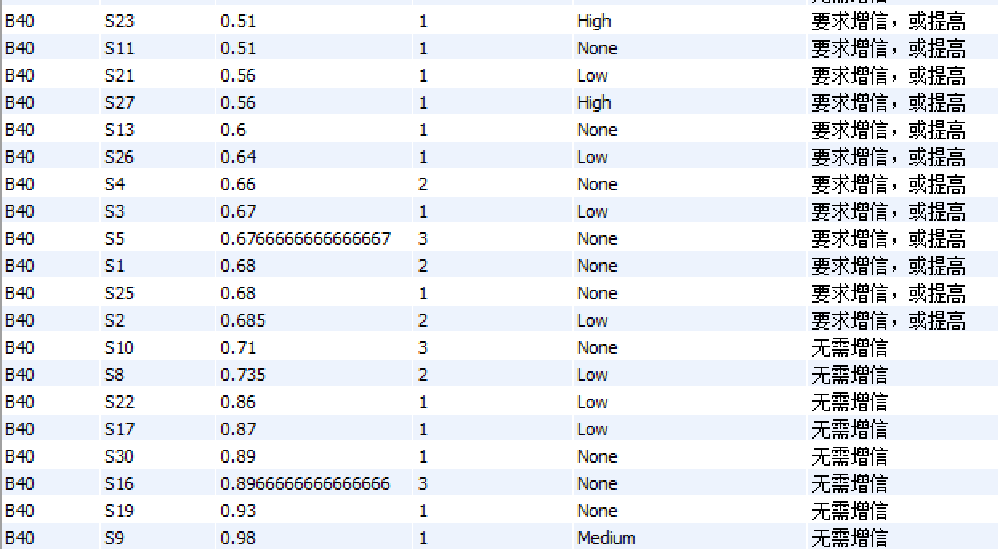 B40 S23 0.51 1 High 要求增信，或提高
B40 S11 0.51 1 None 要求增信，或提高
B40 S21 0.56 1 Low 要求增信，或提高
B40 S27 0.56 1 High 要求增信，或提高
B40 S13 0.6 1 None 要求增信，或提高
B40 S26 0.64 1 Low 要求增信，或提高
B40 S4 0.66 2 None 要求增信，或提高
B40 S3 0.67 1 Low 要求增信，或提高
B40 S5 0.6766666666666667 3 None 要求增信，或提高
B40 S1 0.68 2 None 要求增信，或提高
B40 S25 0.68 1 None 要求增信，或提高
B40 S2 0.685 2 Low 要求增信，或提高
B40 S10 0.71 3 None 无需增信
B40 S8 0.735 2 Low 无需增信
B40 S22 0.86 1 Low 无需增信
B40 S17 0.87 1 Low 无需增信
B40 S30 0.89 1 None 无需增信
B40 S16 0.8966666666666666 3 None 无需增信
B40 S19 0.93 1 None 无需增信
B40 S9 0.98 1 Medium 无需增信